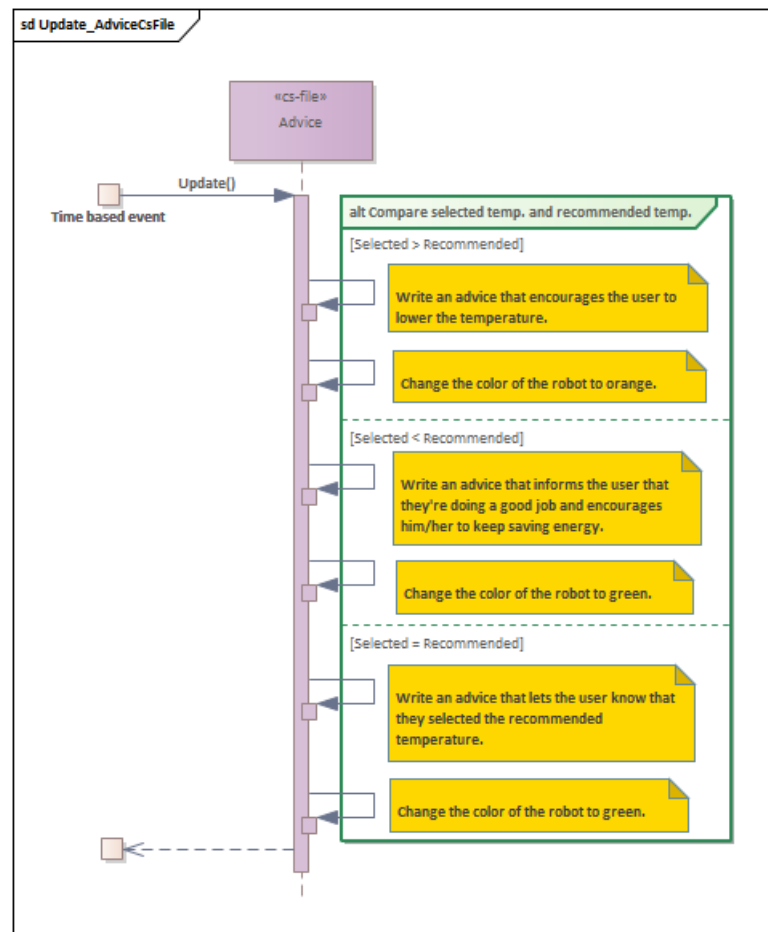 sd Update_AdviceCsFile
«cs-file»
Advice
Update()
Time based event
alt Compare selected temp. and recommended temp.
[Selected > Recommended]
Write an advice that encourages the user to
lower the temperature.
Change the color of the robot to orange.
[Selected < Recommended]
Write an advice that informs the user that
they're doing a good job and encourages
him/her to keep saving energy.
Change the color of the robot to green.
[Selected = Recommended]
Write an advice that lets the user know that
they selected the recommended
temperature.
Change the color of the robot to green.